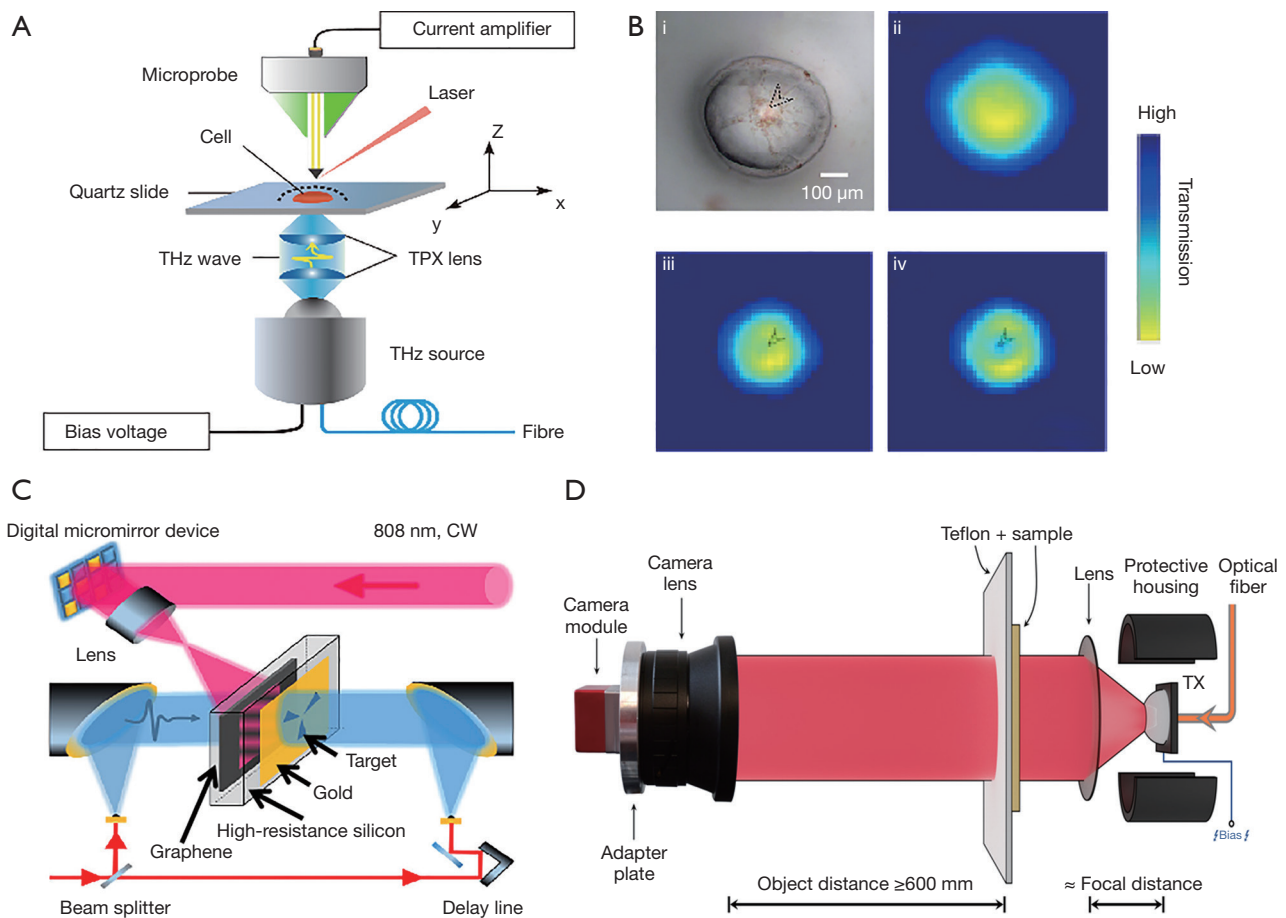 A
Current amplifier
Microprobe
Laser
Cell
Z
Quartz slide
x
y
THz wave
TPX lens
THz source
Bias voltage
Fibre
B
i
100 µm
ii
iii
iv
High
Transmission
Low
C
Digital micromirror device
808 nm, CW
Lens
Target
Gold
High-resistance silicon
Graphene
Beam splitter
Delay line
D
Teflon + sample
Camera
lens
Lens
Protective
housing
Optical
fiber
Camera
module
TX
Bias
Adapter
plate
Object distance ≥600 mm
≈ Focal distance